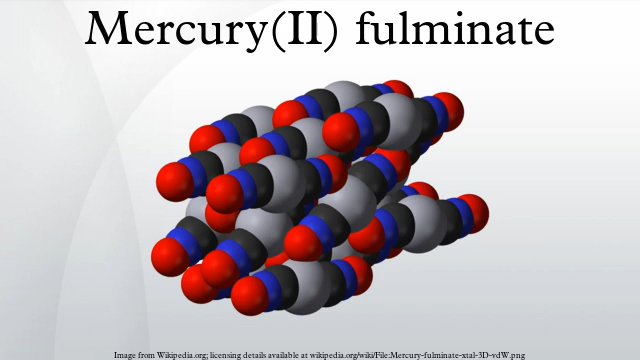 Mercury(II) fulminate
Image from Wikipedia.org; licensing details available at wikipedia.org/wiki/File:Mercury-fulminate-xtal-3D-vdW.png